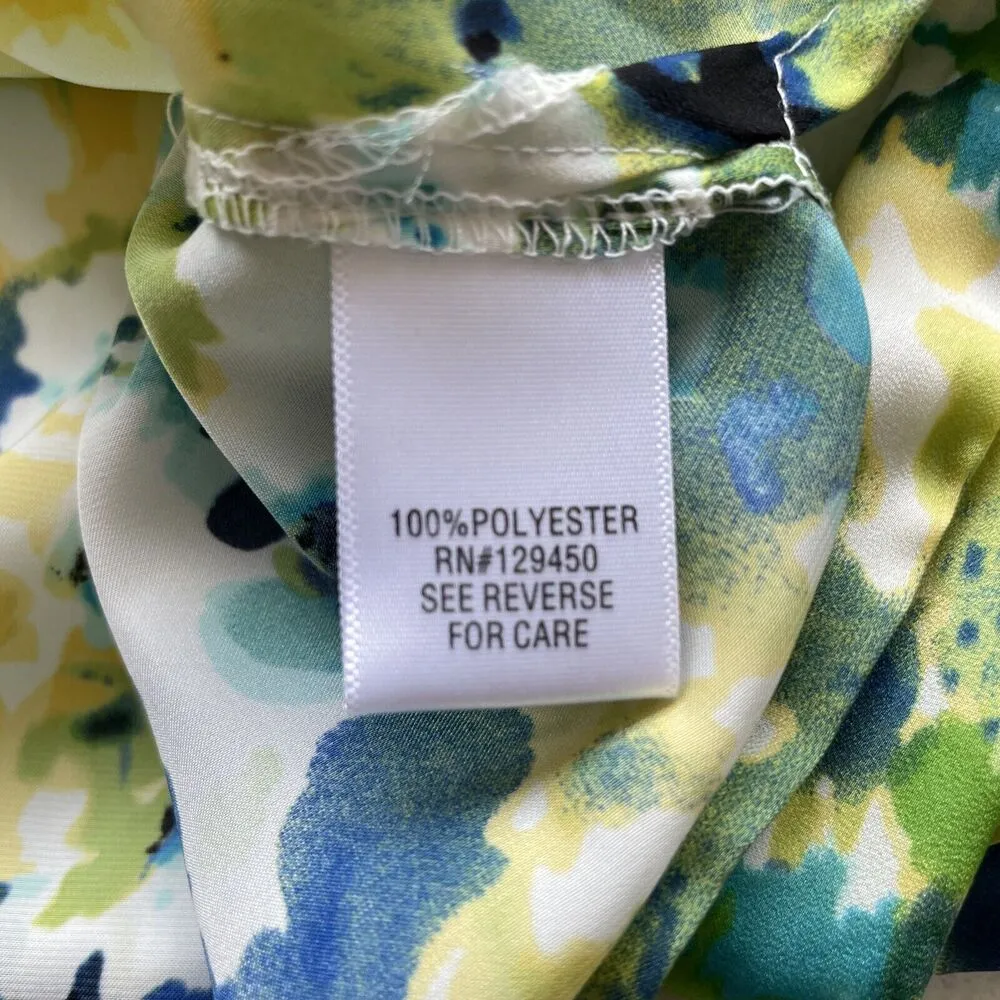 100%POLYESTER
RN#129450
SEE REVERSE
FOR CARE